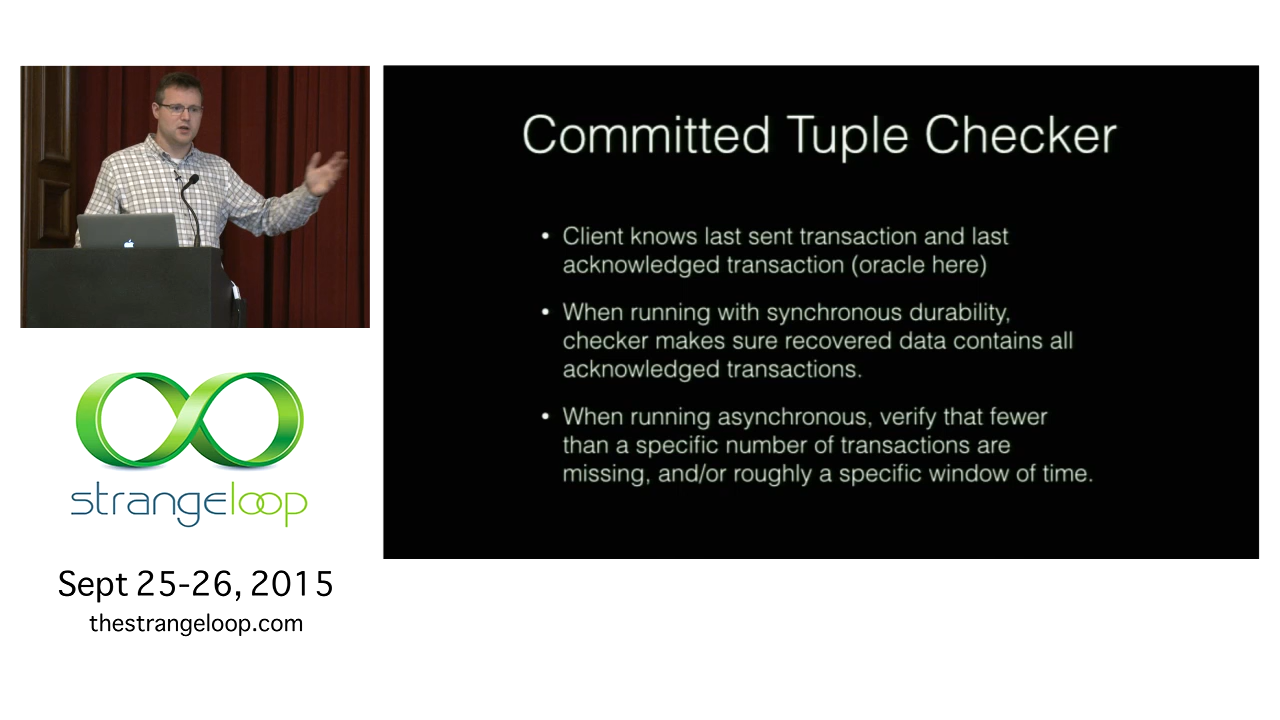 Committed Tuple Checker
• Client knows last sent transaction and last
acknowledged transaction (oracle here)
• When running with synchronous durability,
checker makes sure recovered data contains all
acknowledged transactions.
• When running asynchronous, verify that fewer
than a specific number of transactions are
missing, and/or roughly a specific window of time.
strangeloop
Sept 25-26, 2015
thestrangeloop.com